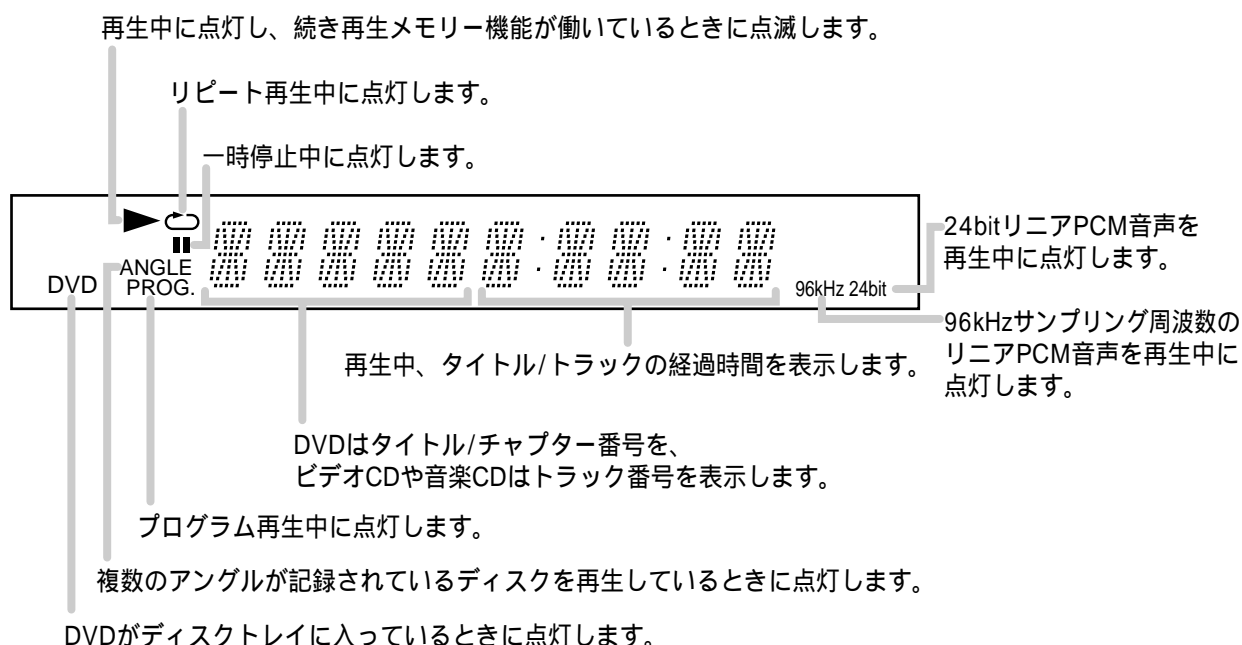 再生中に点灯し、続き再生メモリー機能が働いているときに点滅します。
リピート再生中に点灯します。
一時停止中に点灯します。
DVD
ANGLE
PROG.
96kHz 24bit
24bitリニアPCM音声を
再生中に点灯します。
96kHzサンプリング周波数の
リニアPCM音声を再生中に
点灯します。
再生中、タイトル/トラックの経過時間を表示します。
DVDはタイトル/チャプター番号を、
ビデオCDや音楽CDはトラック番号を表示します。
プログラム再生中に点灯します。
複数のアングルが記録されているディスクを再生しているときに点灯します。
DVDがディスクトレイに入っているときに点灯します。